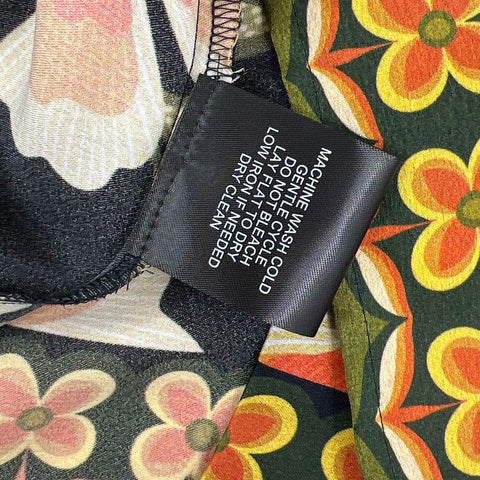 MACHINE WASH COLD
GENTLE CYCLE
DO NOT BLEACH
LAY FLAT TO DRY
LOW IRON IF NEEDED
DRY CLEAN